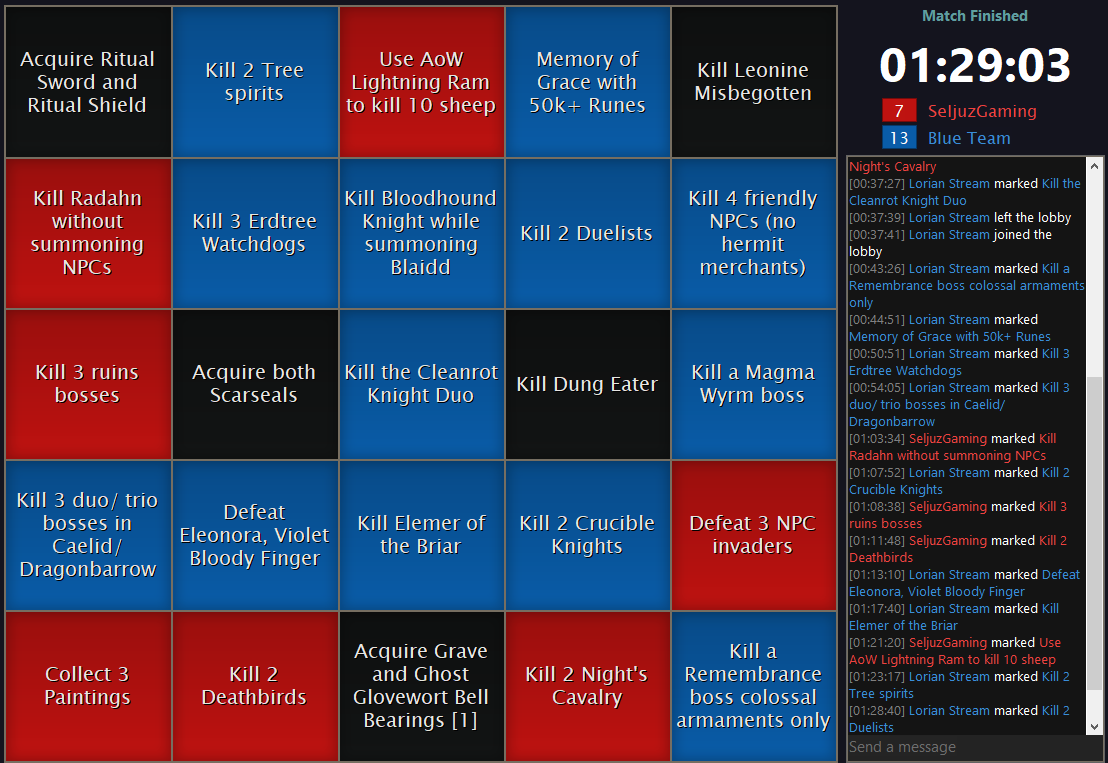 Acquire Ritual
Sword and
Ritual Shield
Kill 2 Tree
spirits
Use AoW
Lightning Ram
to kill 10 sheep
Memory of
Grace with
50k+ Runes
Kill Leonine
Misbegotten
Kill Radahn
without
summoning
NPCs
Kill 3 Erdtree
Watchdogs
Kill Bloodhound
Knight while
summoning
Blaidd
Kill 2 Duelists
Kill 4 friendly
NPCs (no
hermit
merchants)
Kill 3 ruins
bosses
Acquire both
Scarseals
Kill the Cleanrot
Knight Duo
Kill Dung Eater
Kill a Magma
Wyrm boss
Kill 3 duo/ trio
bosses in
Caelid/
Dragonbarrow
Defeat
Eleonora, Violet
Bloody Finger
Kill Elemer of
the Briar
Kill 2 Crucible
Knights
Defeat 3 NPC
invaders
Collect 3
Paintings
Kill 2
Deathbirds
Acquire Grave
and Ghost
Glovewort Bell
Bearings [1]
Kill 2 Night's
Cavalry
Kill a
Remembrance
boss colossal
armaments only
Match Finished
01:29:03
7 SeljuzGaming
13 Blue Team
Night's Cavalry
[00:37:27] Lorian Stream marked Kill the
Cleanrot Knight Duo
[00:37:39] Lorian Stream left the lobby
[00:37:41] Lorian Stream joined the
lobby
[00:43:26] Lorian Stream marked Kill a
Remembrance boss colossal armaments
only
[00:44:51] Lorian Stream marked
Memory of Grace with 50k+ Runes
[00:50:51] Lorian Stream marked Kill 3
Erdtree Watchdogs
[00:54:05] Lorian Stream marked Kill 3
duo/ trio bosses in Caelid/
Dragonbarrow
[01:03:34] SeljuzGaming marked Kill
Radahn without summoning NPCs
[01:07:52] Lorian Stream marked Kill 2
Crucible Knights
[01:08:38] SeljuzGaming marked Kill 3
ruins bosses
[01:11:48] SeljuzGaming marked Kill 2
Deathbirds
[01:13:10] Lorian Stream marked Defeat
Eleonora, Violet Bloody Finger
[01:17:40] Lorian Stream marked Kill
Elemer of the Briar
[01:21:20] SeljuzGaming marked Use
AoW Lightning Ram to kill 10 sheep
[01:23:17] Lorian Stream marked Kill 2
Tree spirits
[01:28:40] Lorian Stream marked Kill 2
Duelists
Send a message